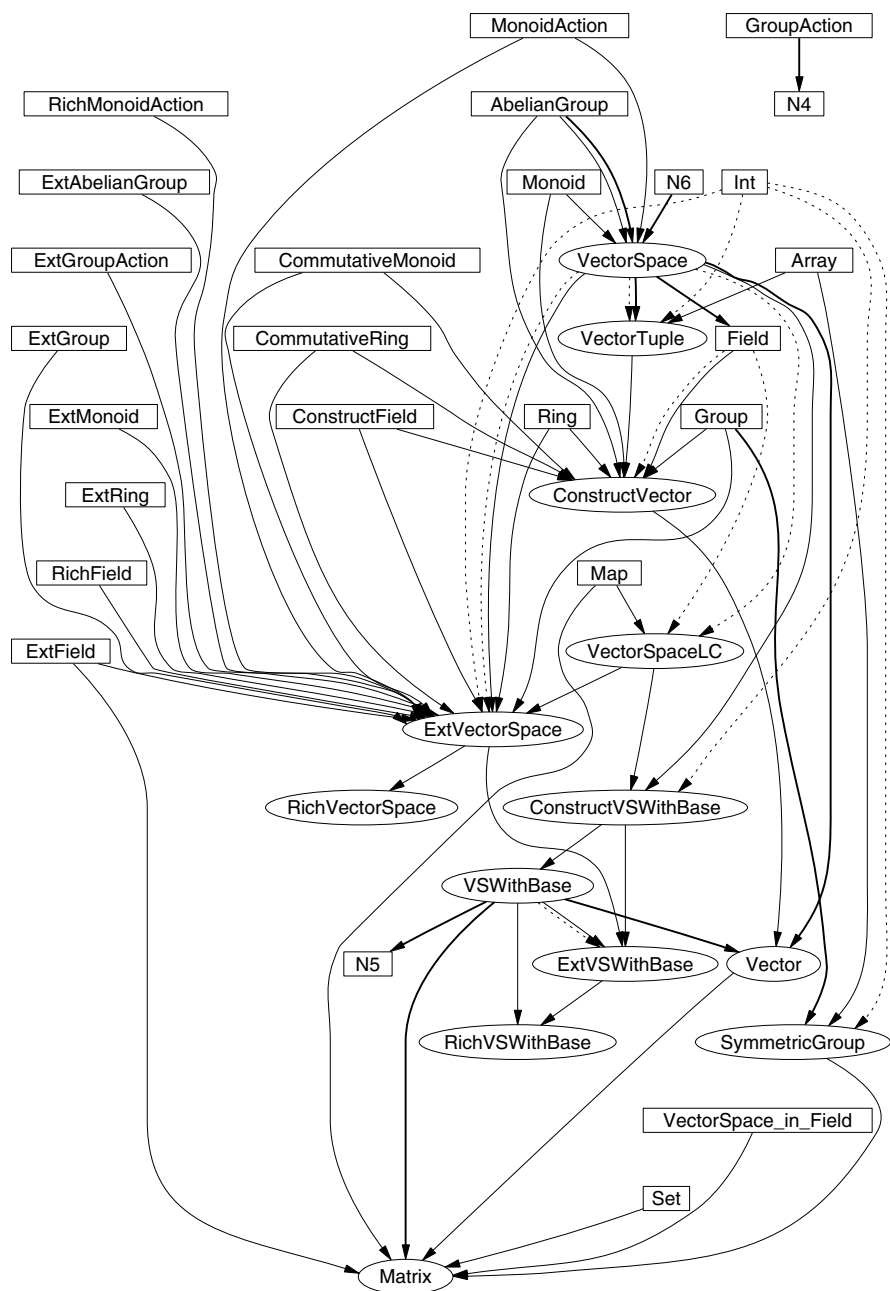 MonoidAction
GroupAction
RichMonoidAction
AbelianGroup
N4
ExtAbelianGroup
Monoid
N6
Int
ExtGroupAction
CommutativeMonoid
VectorSpace
Array
ExtGroup
CommutativeRing
VectorTuple
Field
ExtMonoid
ConstructField
Ring
Group
ExtRing
ConstructVector
RichField
Map
ExtField
VectorSpaceLC
ExtVectorSpace
RichVectorSpace
ConstructVSWithBase
VSWithBase
N5
ExtVSWithBase
Vector
RichVSWithBase
SymmetricGroup
VectorSpace_in_Field
Set
Matrix